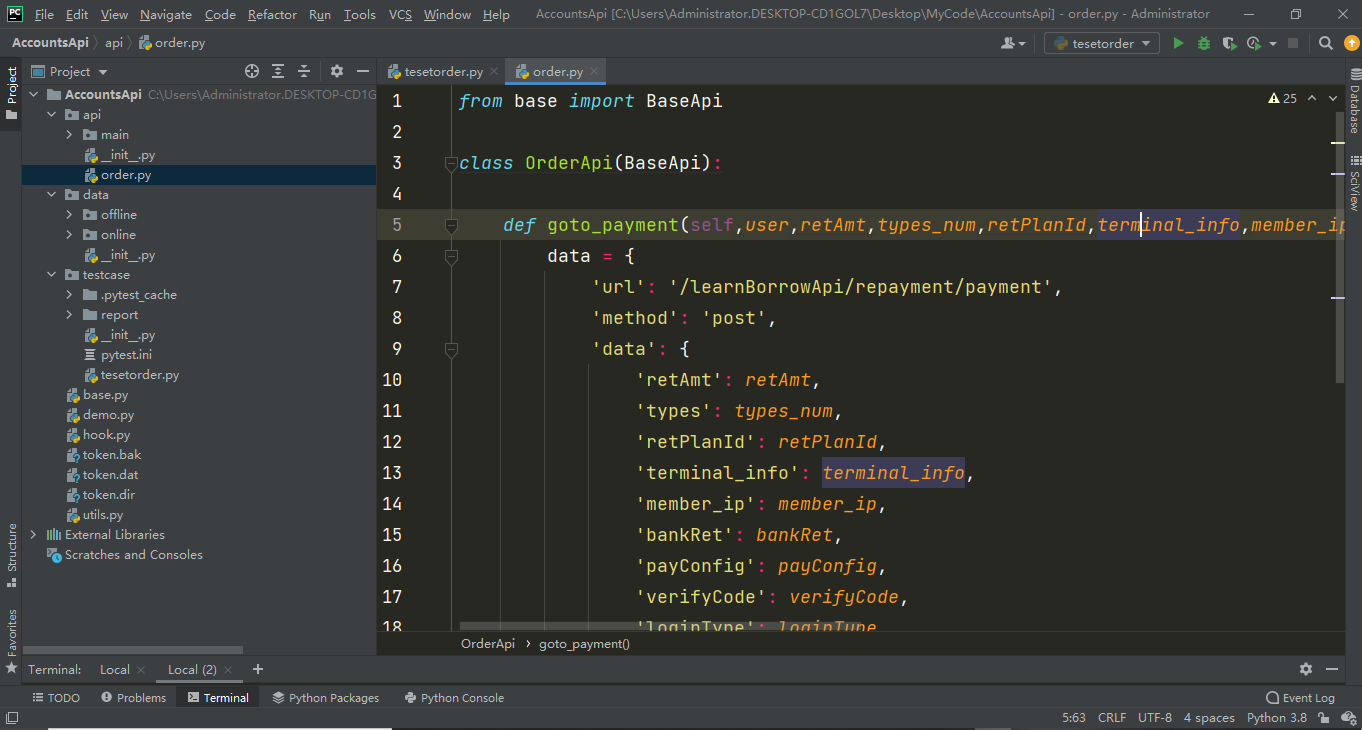 PC File Edit View Navigate Code Refactor Run Tools VCS Window Help AccountsApi [C:\Users\Administrator.DESKTOP-CD1GOL7\Desktop\MyCode\AccountsApi] - order.py - Administrator
AccountsApi api order.py tesetorder
Project
tesetorder.py order.py
AccountsApi C:\Users\Administrator.DESKTOP-CD1G
api
main
__init__.py
order.py
data
offline
online
__init__.py
testcase
.pytest_cache
report
__init__.py
pytest.ini
tesetorder.py
base.py
demo.py
hook.py
token.bak
token.dat
token.dir
utils.py
External Libraries
Scratches and Consoles
Project
Structure
Favorites
1 from base import BaseApi
25
2
3 class OrderApi(BaseApi):
4
5 def goto_payment(self,user,retAmt,types_num,retPlanId,terminal_info,member_ip
6 data = {
7 'url': '/learnBorrowApi/repayment/payment',
8 'method': 'post',
9 'data': {
10 'retAmt': retAmt,
11 'types': types_num,
12 'retPlanId': retPlanId,
13 'terminal_info': terminal_info,
14 'member_ip': member_ip,
15 'bankRet': bankRet,
16 'payConfig': payConfig,
17 'verifyCode': verifyCode,
18 'loginType': loginType
Database
SciView
OrderApi goto_payment()
Terminal: Local Local (2)
TODO Problems Terminal Python Packages Python Console Event Log
5:63 CRLF UTF-8 4 spaces Python 3.8